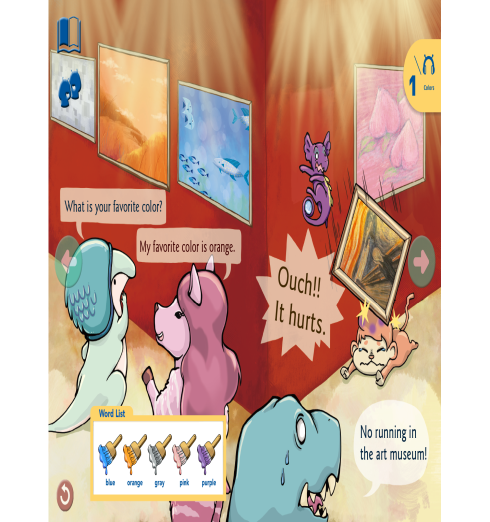 1
Colors
What is your favorite color?
My favorite color is orange.
Ouch!!
It hurts.
Word List
blue
orange
gray
pink
purple
No running in
the art museum!